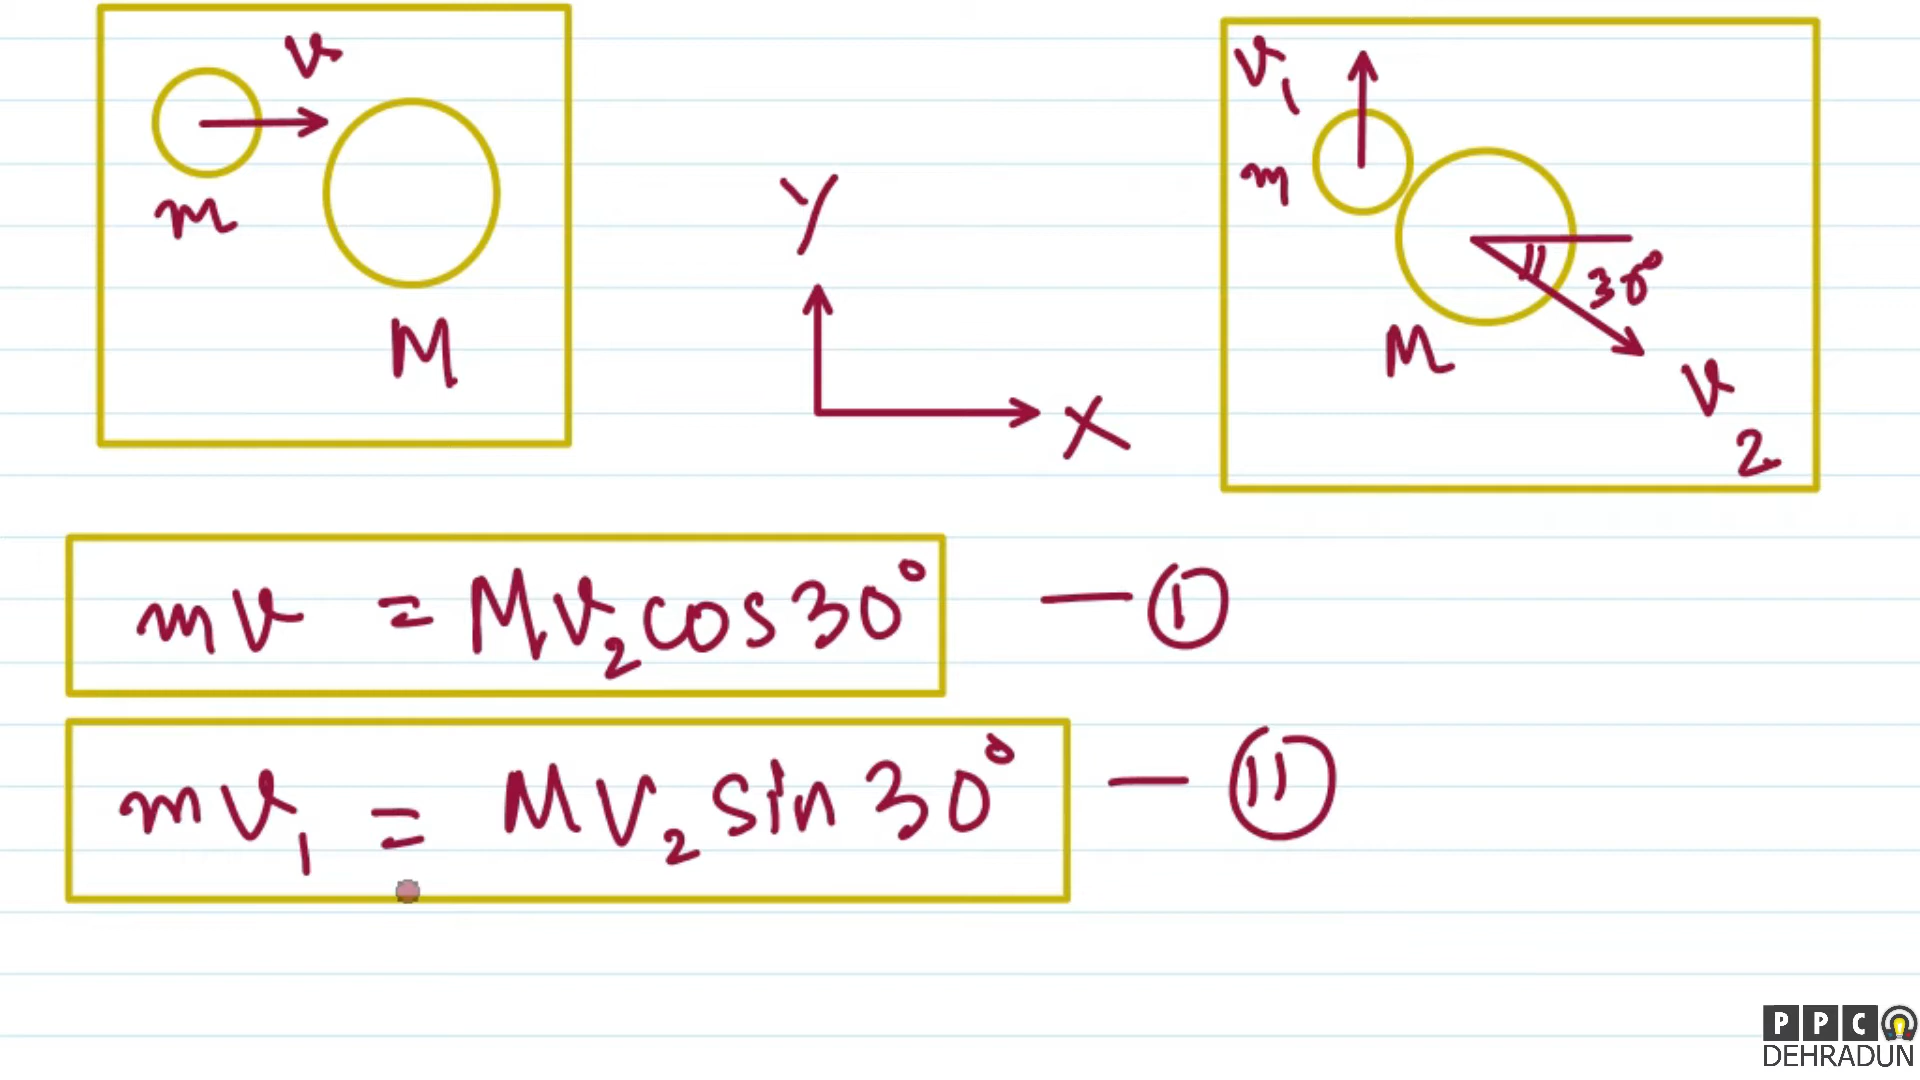 v
m
M
Y
X
v1
m
30°
M
v2
mv = Mv2cos30° — I
mv1 = Mv2sin30° — II
PPC
DEHRADUN